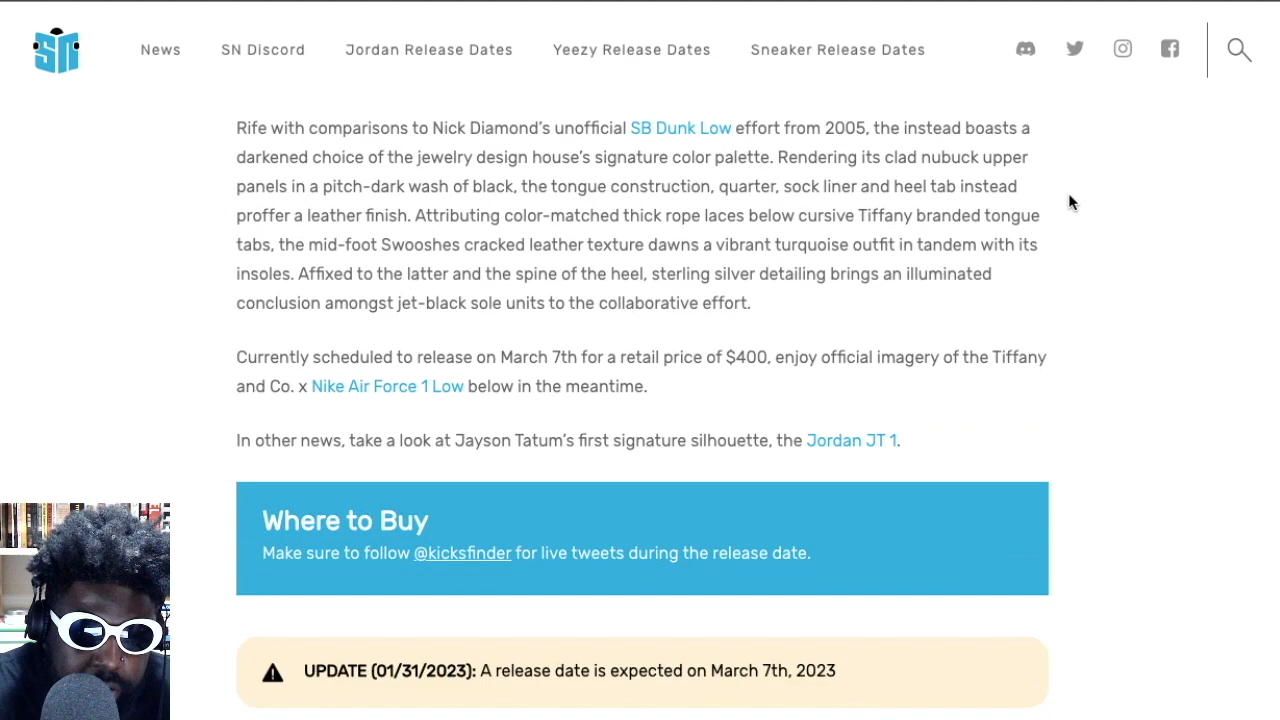 SN
News
SN Discord
Jordan Release Dates
Yeezy Release Dates
Sneaker Release Dates
Rife with comparisons to Nick Diamond’s unofficial SB Dunk Low effort from 2005, the instead boasts a
darkened choice of the jewelry design house’s signature color palette. Rendering its clad nubuck upper
panels in a pitch-dark wash of black, the tongue construction, quarter, sock liner and heel tab instead
proffer a leather finish. Attributing color-matched thick rope laces below cursive Tiffany branded tongue
tabs, the mid-foot Swooshes cracked leather texture dawns a vibrant turquoise outfit in tandem with its
insoles. Affixed to the latter and the spine of the heel, sterling silver detailing brings an illuminated
conclusion amongst jet-black sole units to the collaborative effort.
Currently scheduled to release on March 7th for a retail price of $400, enjoy official imagery of the Tiffany
and Co. x Nike Air Force 1 Low below in the meantime.
In other news, take a look at Jayson Tatum’s first signature silhouette, the Jordan JT 1.
Where to Buy
Make sure to follow @kicksfinder for live tweets during the release date.
UPDATE (01/31/2023): A release date is expected on March 7th, 2023